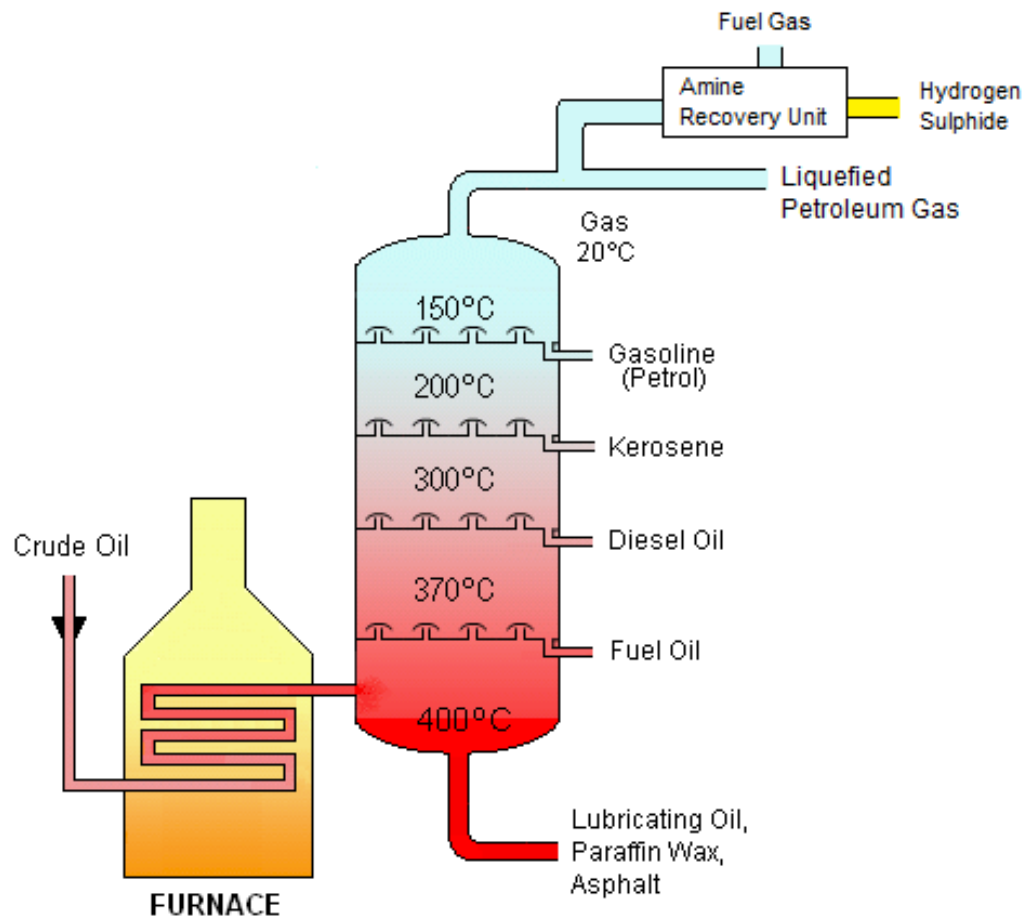 Fuel Gas
Amine
Recovery Unit
Hydrogen
Sulphide
Liquefied
Petroleum Gas
Gas
20°C
150°C
Gasoline
(Petrol)
200°C
Kerosene
300°C
Diesel Oil
Crude Oil
370°C
Fuel Oil
400°C
Lubricating Oil,
Paraffin Wax,
Asphalt
FURNACE